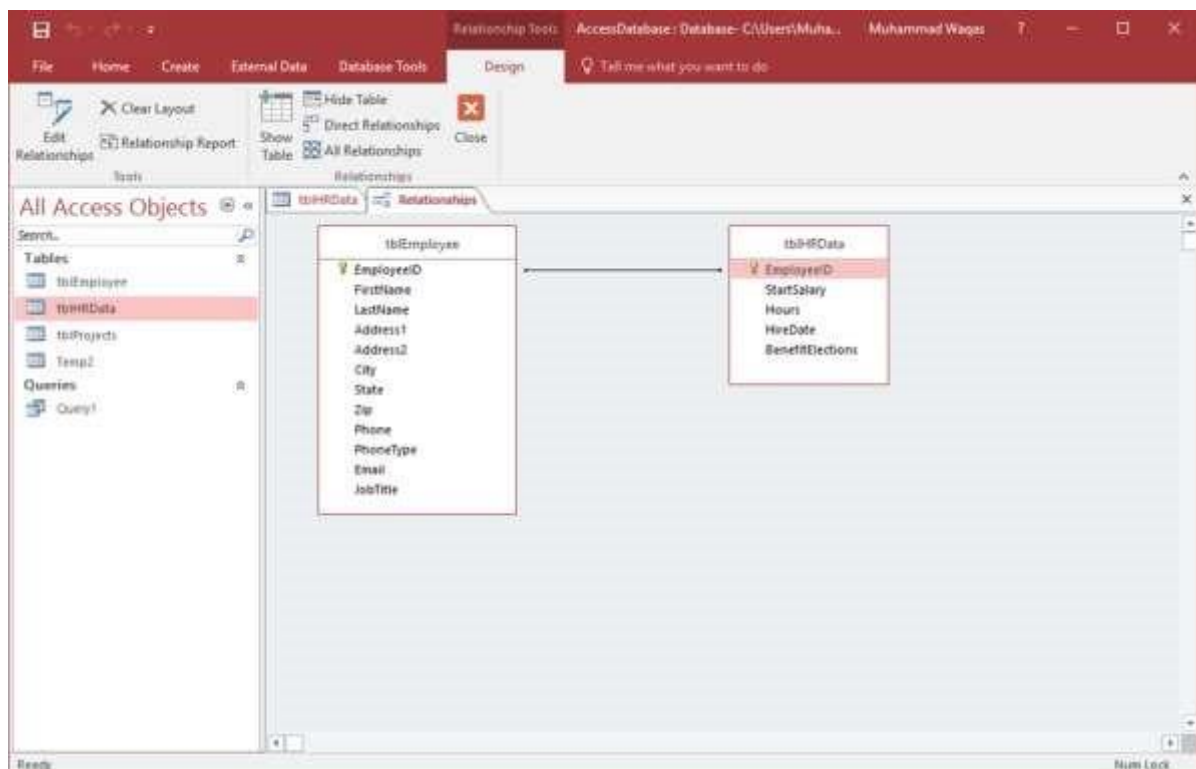 Relationship Tools AccessDatabase : Database- C:\Users\Muha... Muhammad Waqas ?
File Home Create External Data Database Tools Design Tell me what you want to do
Edit Relationships
Clear Layout
Relationship Report
Tools
Show Table
Hide Table
Direct Relationships
All Relationships
Relationships
Close
All Access Objects
Search...
Tables
tblEmployee
tblHRData
tblProjects
Temp2
Queries
Query1
tblHRData Relationships
tblEmployee
EmployeeID
FirstName
LastName
Address1
Address2
City
State
Zip
Phone
PhoneType
Email
JobTitle
tblHRData
EmployeeID
StartSalary
Hours
HireDate
BenefitElections
Ready Num Lock